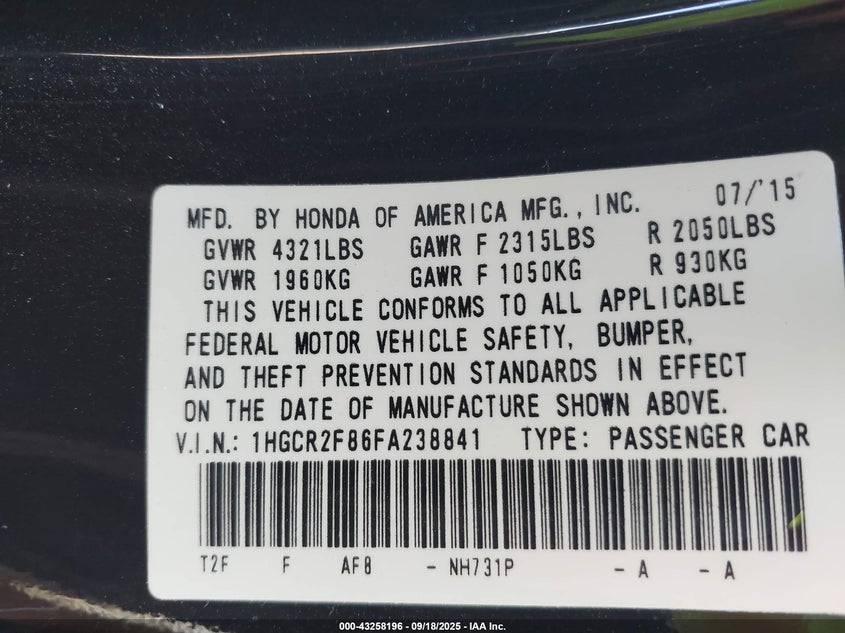 MFD. BY HONDA OF AMERICA MFG., INC. 07/'15
GVWR 4321LBS GAWR F 2315LBS R 2050LBS
GVWR 1960KG GAWR F 1050KG R 930KG
THIS VEHICLE CONFORMS TO ALL APPLICABLE
FEDERAL MOTOR VEHICLE SAFETY, BUMPER,
AND THEFT PREVENTION STANDARDS IN EFFECT
ON THE DATE OF MANUFACTURE SHOWN ABOVE.
V.I.N.: 1HGCR2F86FA238841 TYPE: PASSENGER CAR
T2F F AF8 - NH731P - A - A
000-43258196 - 09/18/2025 - IAA Inc.